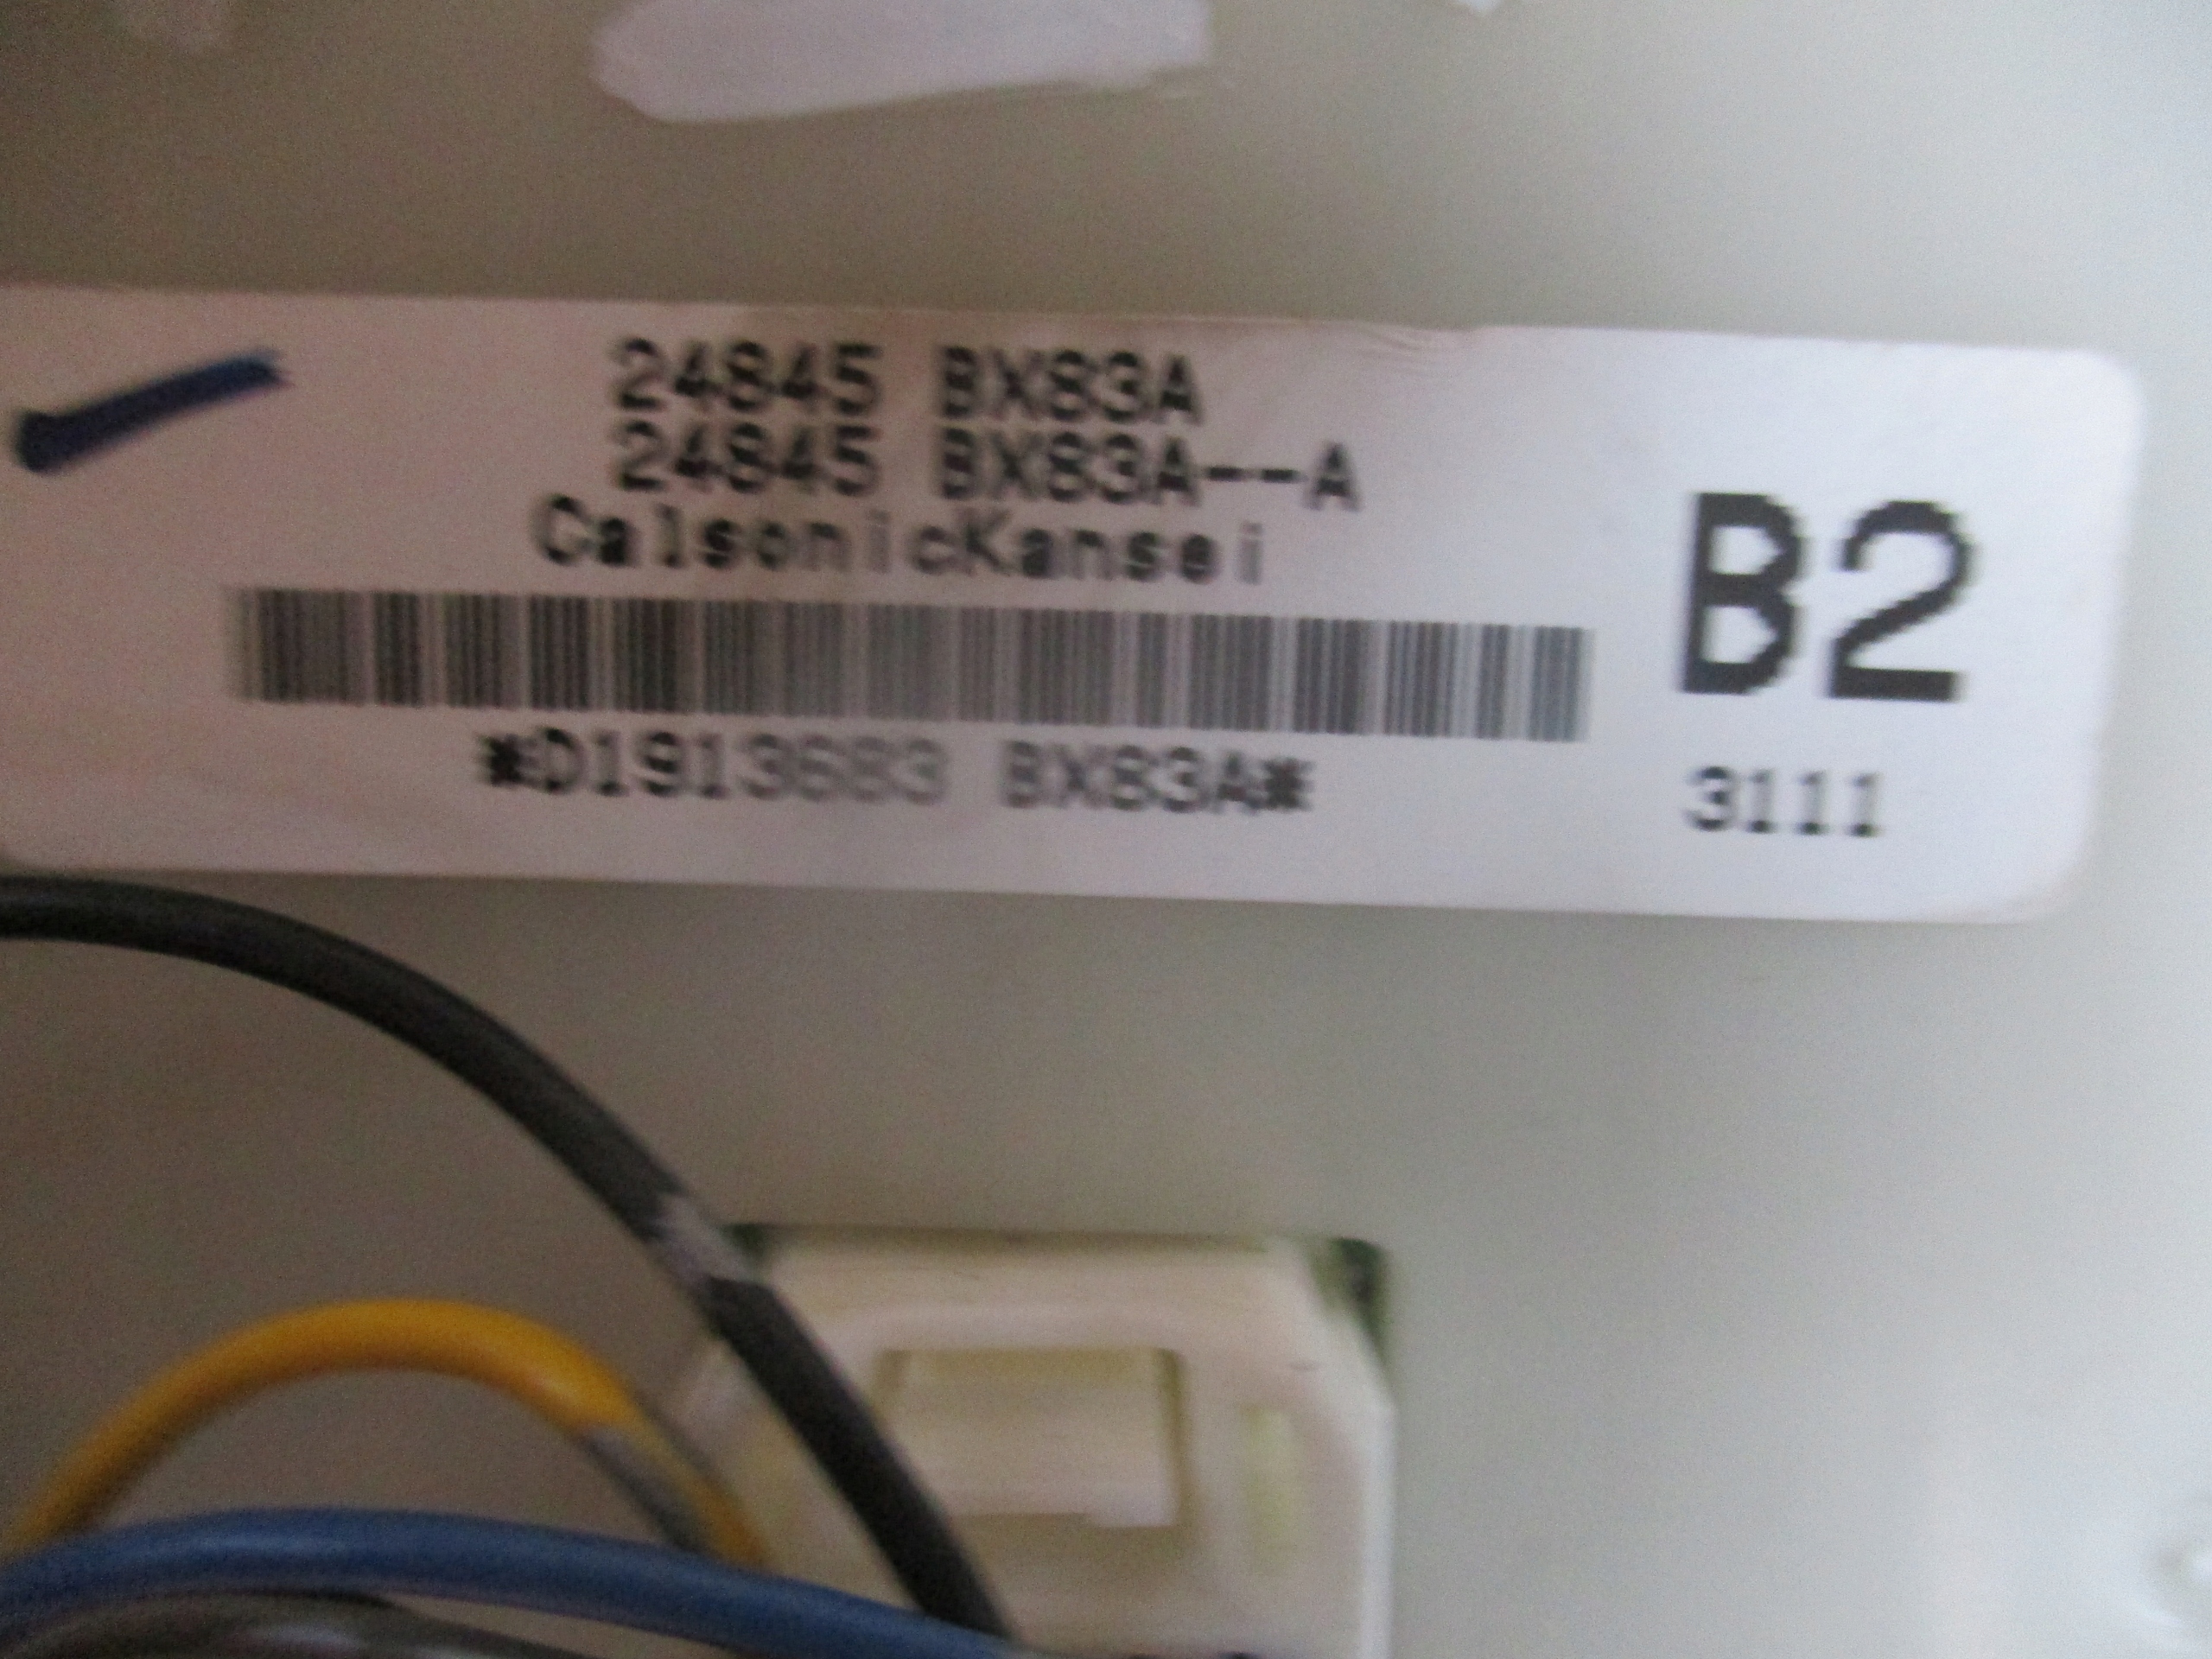 24845 BX83A
24845 BX83A--A
CalsonicKansei
*D1913683 BX83A*
B2
3111